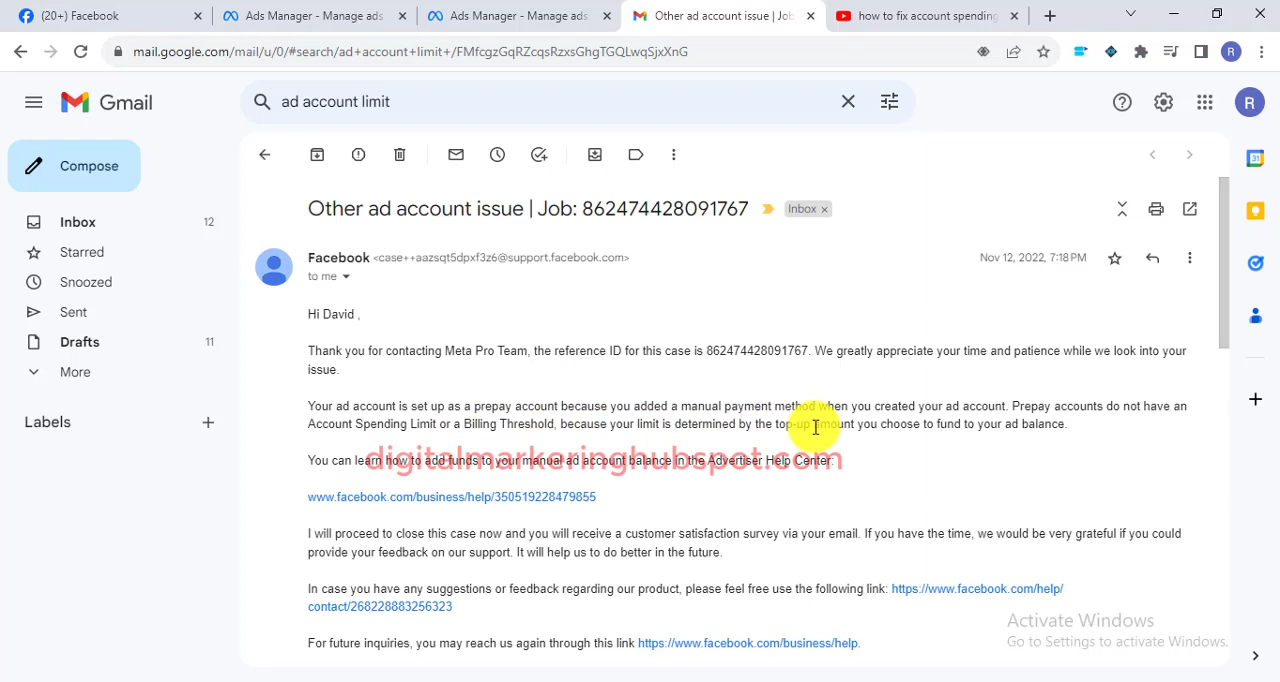 (20+) Facebook
Ads Manager - Manage ads
Ads Manager - Manage ads
Other ad account issue | Job
how to fix account spending
mail.google.com/mail/u/0/#search/ad+account+limit+/FMfcgzGqRZcqsRzxsGhgTGQLwqSjxXnG
R
Gmail
ad account limit
R
Compose
Inbox 12
Starred
Snoozed
Sent
Drafts 11
More
Labels
Other ad account issue | Job: 862474428091767
Inbox ×
Facebook <case++aazsqt5dpxf3z6@support.facebook.com>
Nov 12, 2022, 7:18 PM
to me
Hi David ,
Thank you for contacting Meta Pro Team, the reference ID for this case is 862474428091767. We greatly appreciate your time and patience while we look into your
issue.
Your ad account is set up as a prepay account because you added a manual payment method when you created your ad account. Prepay accounts do not have an
Account Spending Limit or a Billing Threshold, because your limit is determined by the top-up amount you choose to fund to your ad balance.
You can learn how to add funds to your manual ad account balance in the Advertiser Help Center:
digitalmarkeringhubspot.com
www.facebook.com/business/help/350519228479855
I will proceed to close this case now and you will receive a customer satisfaction survey via your email. If you have the time, we would be very grateful if you could
provide your feedback on our support. It will help us to do better in the future.
In case you have any suggestions or feedback regarding our product, please feel free use the following link: https://www.facebook.com/help/
contact/268228883256323
For future inquiries, you may reach us again through this link https://www.facebook.com/business/help.
Activate Windows
Go to Settings to activate Windows.
31